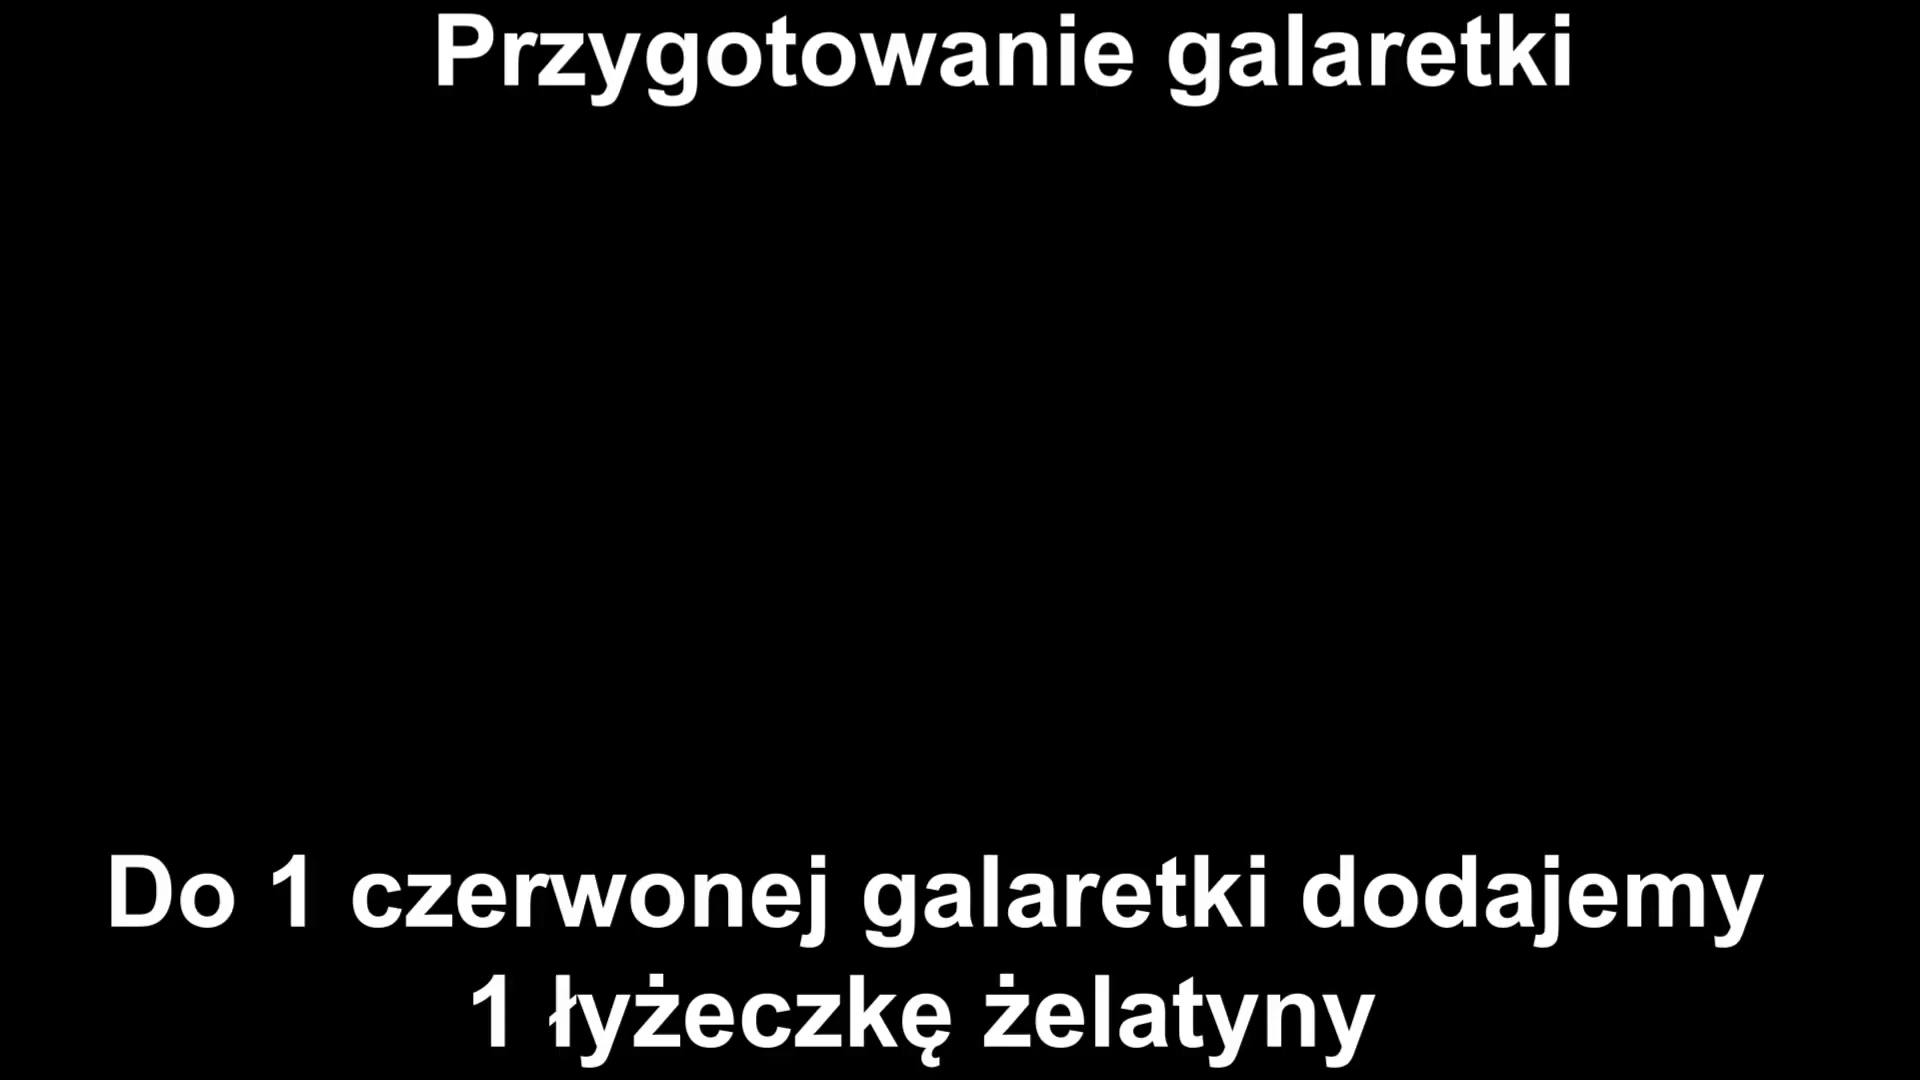 Przygotowanie galaretki
Do 1 czerwonej galaretki dodajemy
1 łyżeczkę żelatyny